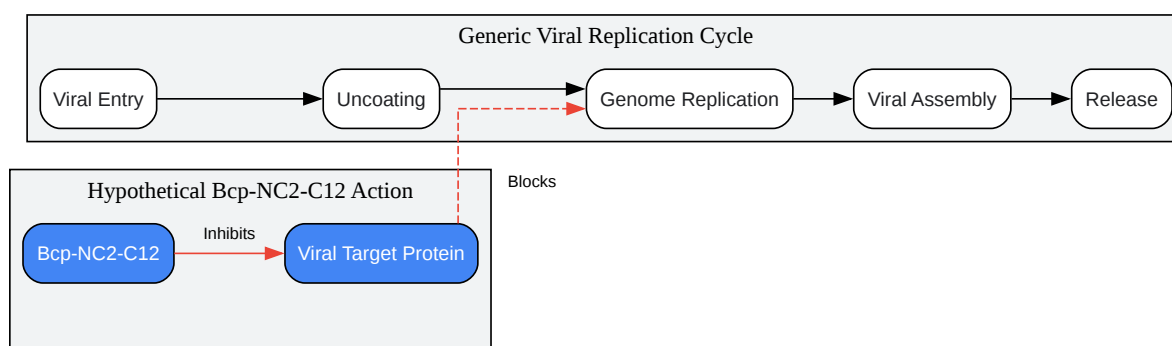 Generic Viral Replication Cycle
Viral Entry
Uncoating
Genome Replication
Viral Assembly
Release
Hypothetical Bcp-NC2-C12 Action
Blocks
Inhibits
Bcp-NC2-C12
Viral Target Protein